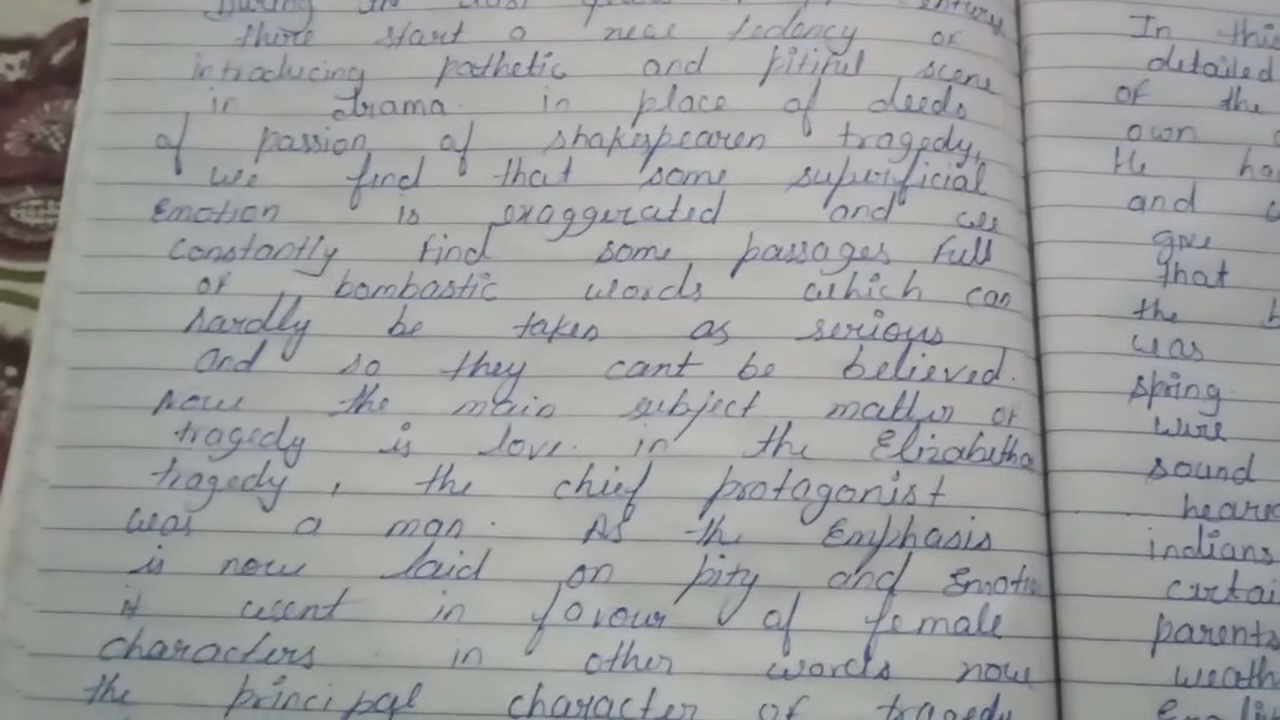 there start a new tedancy of
introducing pathetic and pitiful scene
in drama. in place of deeds
of passion of shakespearen tragedy,
we find that some superficial
Emotion is exaggerated and we
constantly find some passages full
of bombastic words which can
hardly be taken as serious
and so they cant be believed.
now the main subject matter of
tragedy is love. in the Elizabetha
tragedy, the chief protagonist
was a man. As the Emphasis
is now laid on pity and Emotio
it went in favour of female
characters. in other words now
the principal character of tragedy
In this
detailed
of the
own
He ha
and
give
that
the b
was
spring.
were
sound
heard
indians
certai
parents
weath